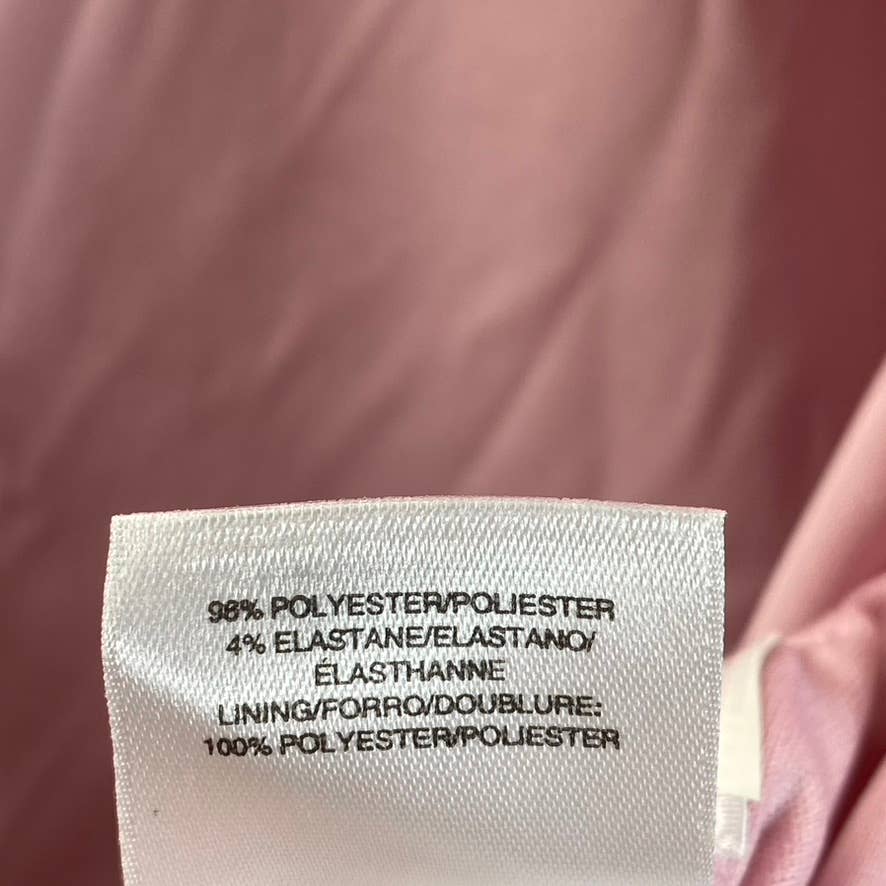 96% POLYESTER/POLIESTER
4% ELASTANE/ELASTANO/
ÉLASTHANNE
LINING/FORRO/DOUBLURE:
100% POLYESTER/POLIESTER